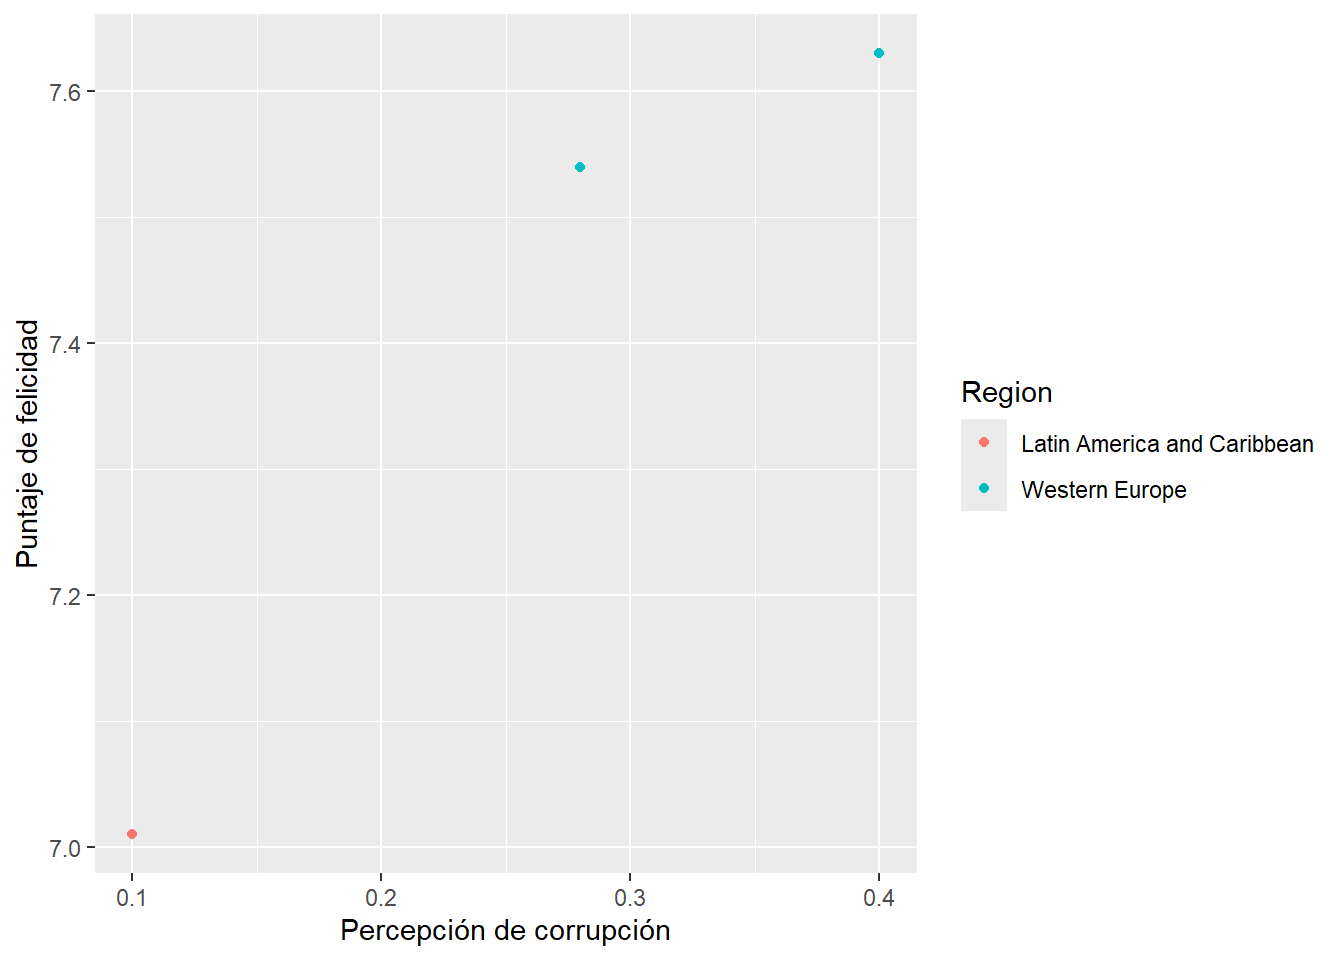 7.6
7.4
7.2
7.0
Puntaje de felicidad
0.1 0.2 0.3 0.4
Percepción de corrupción
Region
Latin America and Caribbean
Western Europe